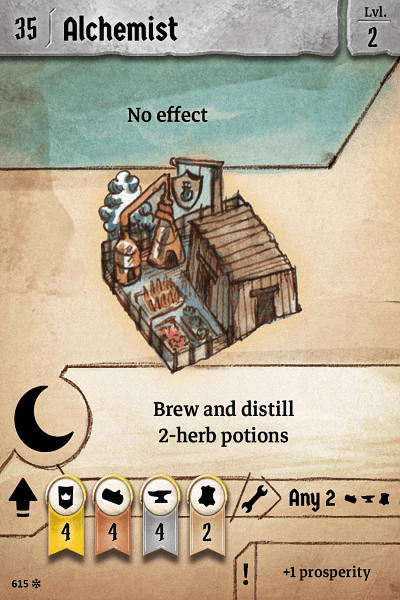 35 Alchemist
Lvl.
2
No effect
Brew and distill
2-herb potions
4 4 4 2 Any 2
! +1 prosperity
615